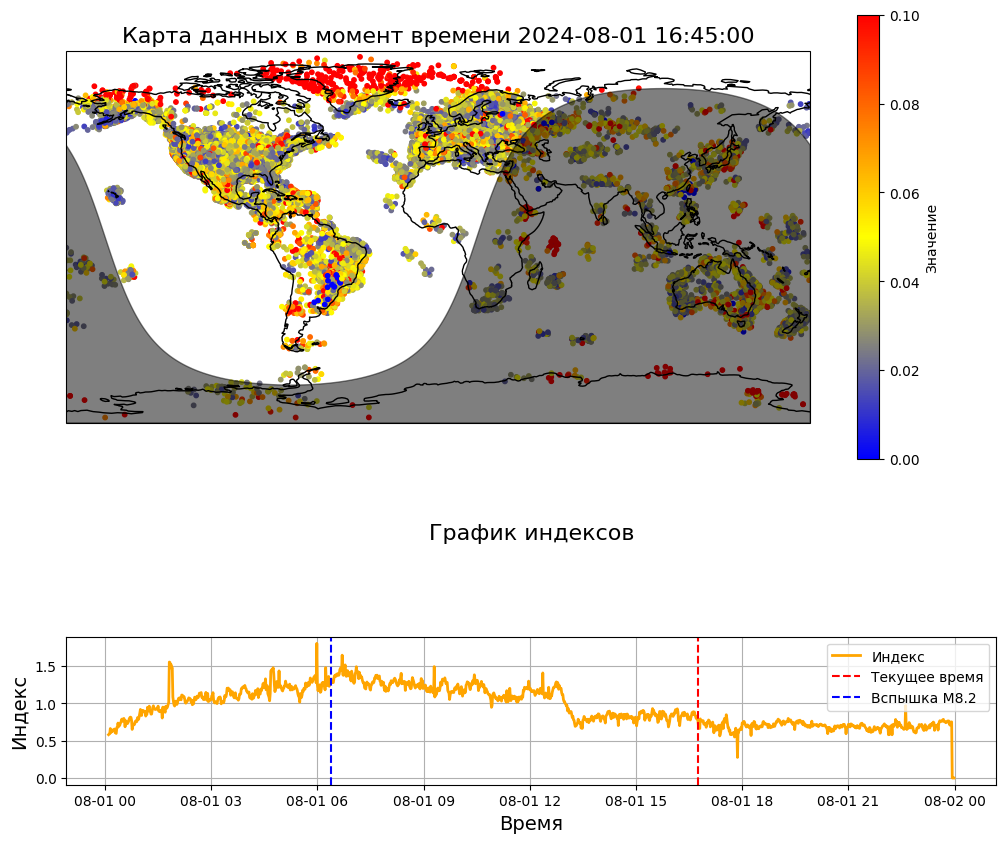 Карта данных в момент времени 2024-08-01 16:45:00
0.10
0.08
0.06
0.04
0.02
0.00
Значение
График индексов
Индекс
1.5
1.0
0.5
0.0
Индекс
Текущее время
Вспышка M8.2
08-01 00
08-01 03
08-01 06
08-01 09
08-01 12
08-01 15
08-01 18
08-01 21
08-02 00
Время